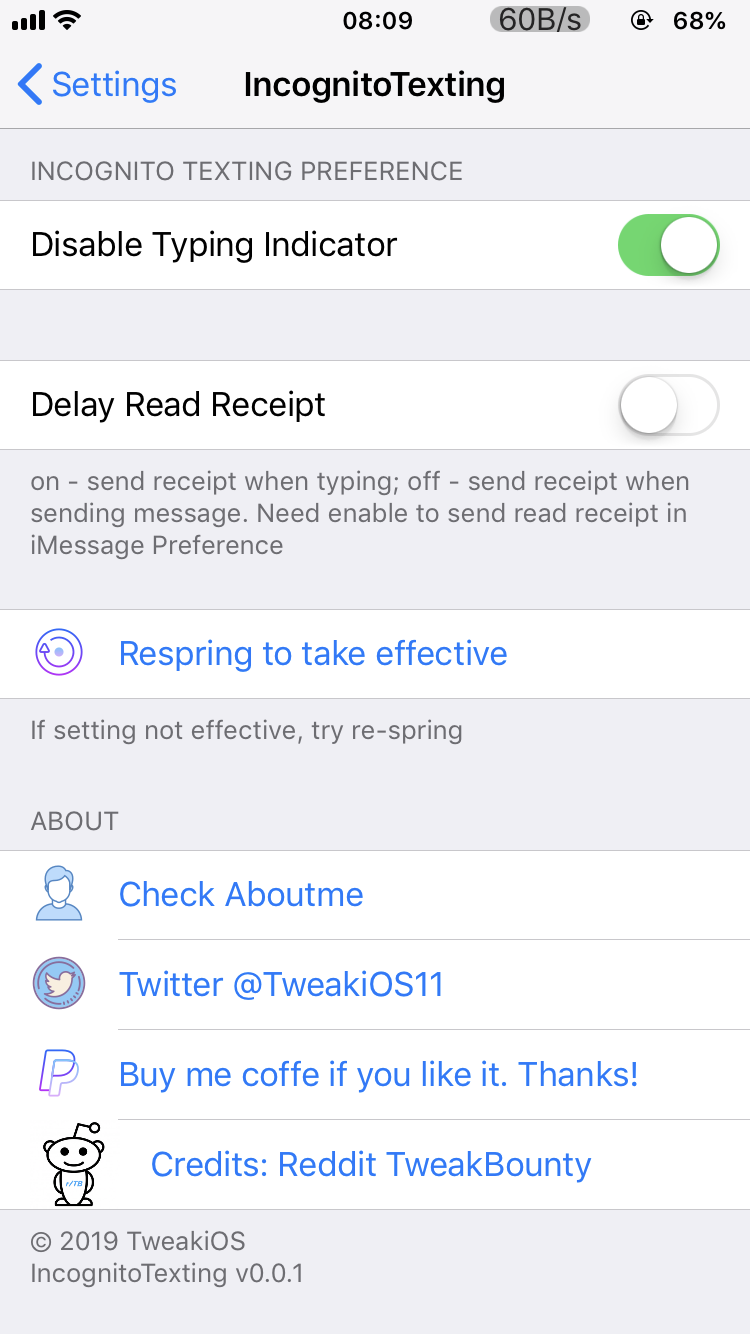 08:09 60B/s 68%
Settings IncognitoTexting
INCOGNITO TEXTING PREFERENCE
Disable Typing Indicator
Delay Read Receipt
on - send receipt when typing; off - send receipt when
sending message. Need enable to send read receipt in
iMessage Preference
Respring to take effective
If setting not effective, try re-spring
ABOUT
Check Aboutme
Twitter @TweakiOS11
Buy me coffe if you like it. Thanks!
r/TB
Credits: Reddit TweakBounty
© 2019 TweakiOS
IncognitoTexting v0.0.1